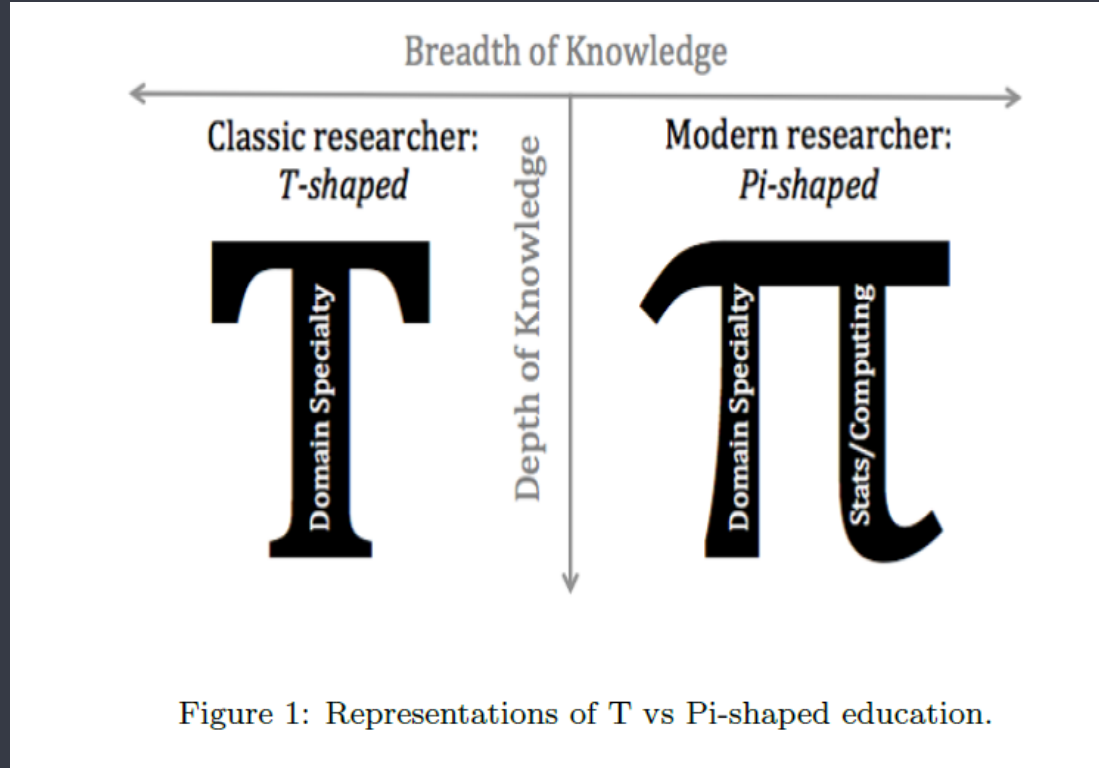 Breadth of Knowledge
Classic researcher:
T-shaped
Domain Specialty
Depth of Knowledge
Modern researcher:
Pi-shaped
Domain Specialty
Stats/Computing
Figure 1: Representations of T vs Pi-shaped education.